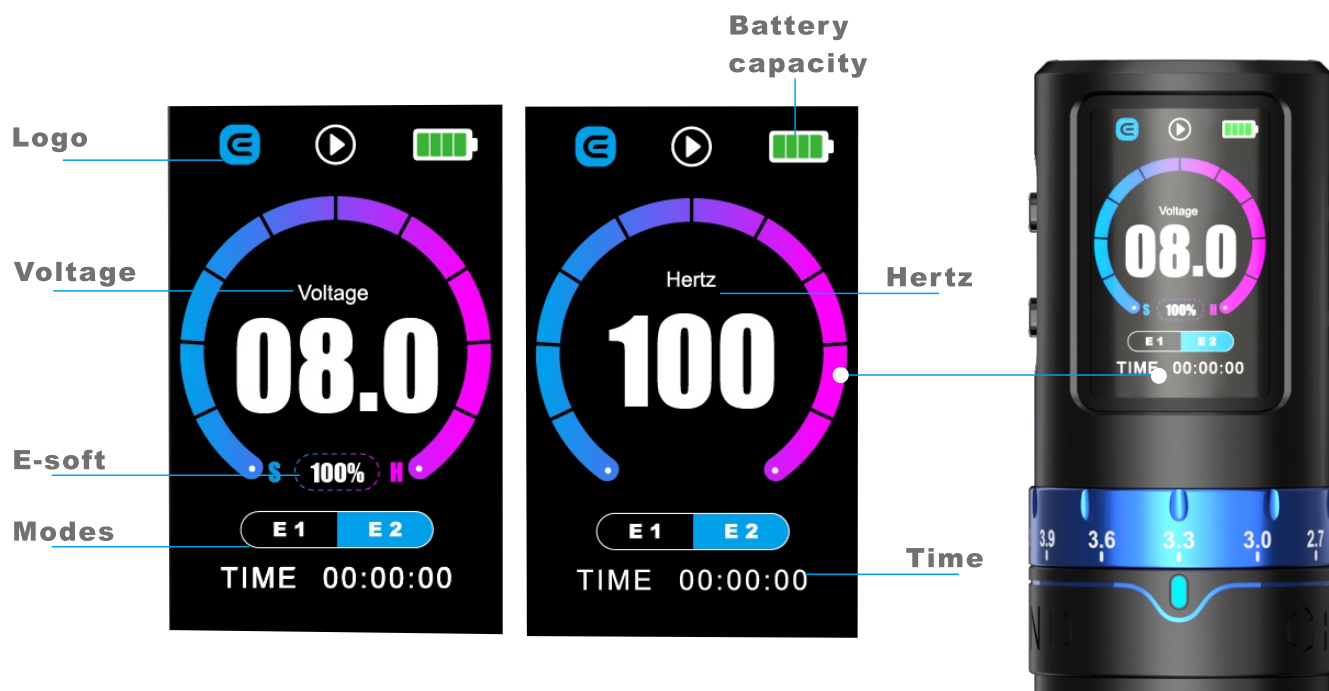 Battery
capacity
Logo
Voltage
E-soft
Modes
Voltage
08.0
S 100% H
E 1 E 2
TIME 00:00:00
Hertz
100
E 1 E 2
TIME 00:00:00
Hertz
Time
Voltage
08.0
S 100% H
E 1 E 2
TIME 00:00:00
3.9 3.6 3.3 3.0 2.7
ND CH